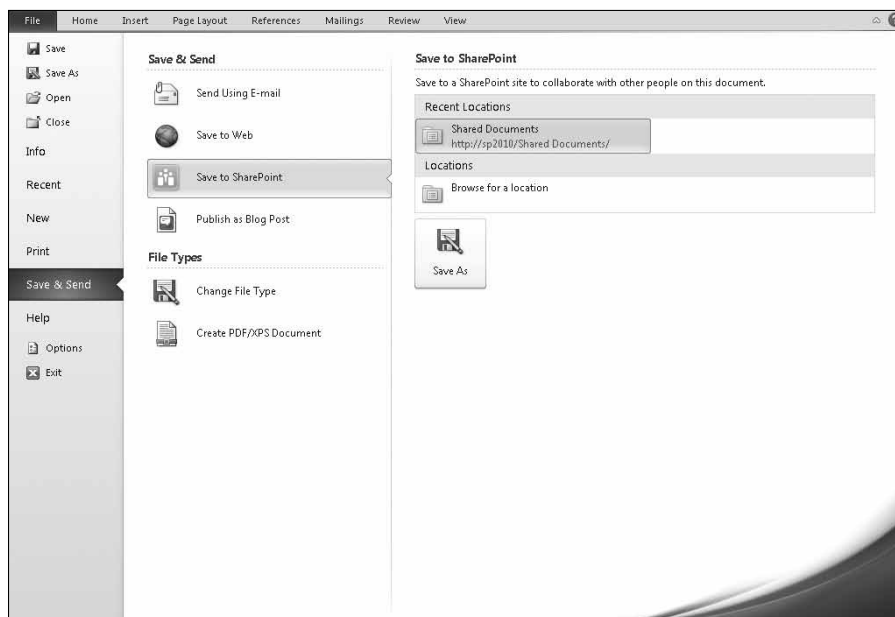 File Home Insert Page Layout References Mailings Review View
Save
Save As
Open
Close
Info
Recent
New
Print
Save & Send
Help
Options
Exit
Save & Send
Send Using E-mail
Save to Web
Save to SharePoint
Publish as Blog Post
File Types
Change File Type
Create PDF/XPS Document
Save to SharePoint
Save to a SharePoint site to collaborate with other people on this document.
Recent Locations
Shared Documents
http://sp2010/Shared Documents/
Locations
Browse for a location
Save As